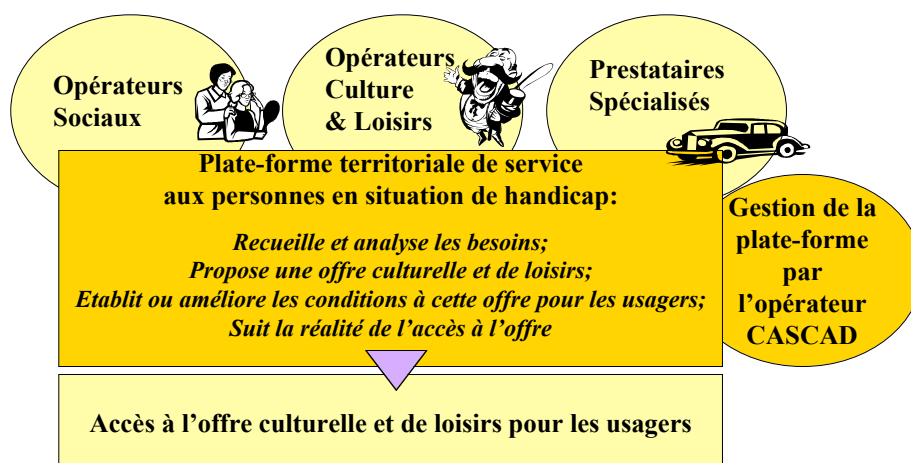 Opérateurs
Sociaux
Opérateurs
Culture
& Loisirs
Prestataires
Spécialisés
Plate-forme territoriale de service
aux personnes en situation de handicap:
Recueille et analyse les besoins;
Propose une offre culturelle et de loisirs;
Etablit ou améliore les conditions à cette offre pour les usagers;
Suit la réalité de l’accès à l’offre
Gestion de la
plate-forme
par
l’opérateur
CASCAD
Accès à l’offre culturelle et de loisirs pour les usagers